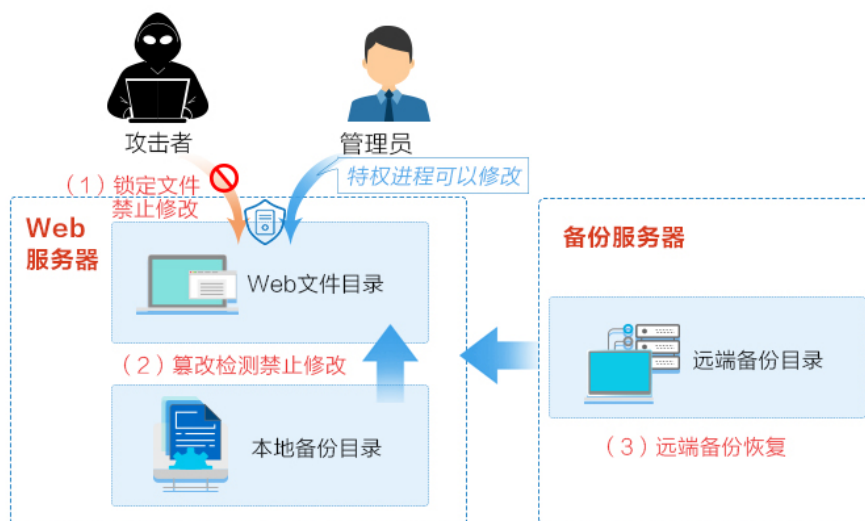 攻击者
管理员
特权进程可以修改
（1）锁定文件
禁止修改
Web
服务器
Web文件目录
（2）篡改检测禁止修改
本地备份目录
备份服务器
远端备份目录
（3）远端备份恢复